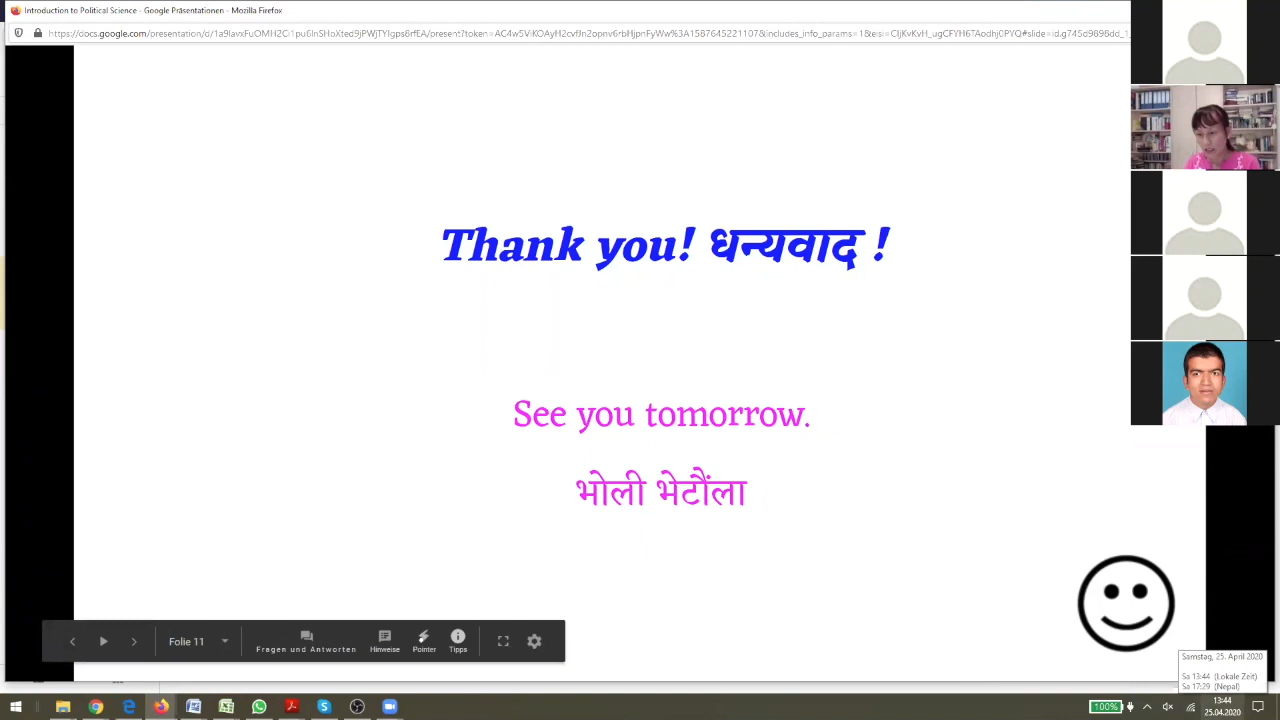 Introduction to Political Science - Google Präsentationen - Mozilla Firefox
Thank you! धन्यवाद !
See you tomorrow.
भोली भेटौंला
Folie 11
Fragen und Antworten
Hinweise
Pointer
Tipps
Samstag, 25. April 2020
Sa 13:44 (Lokale Zeit)
Sa 17:29 (Nepal)
100%
13:44
25.04.2020